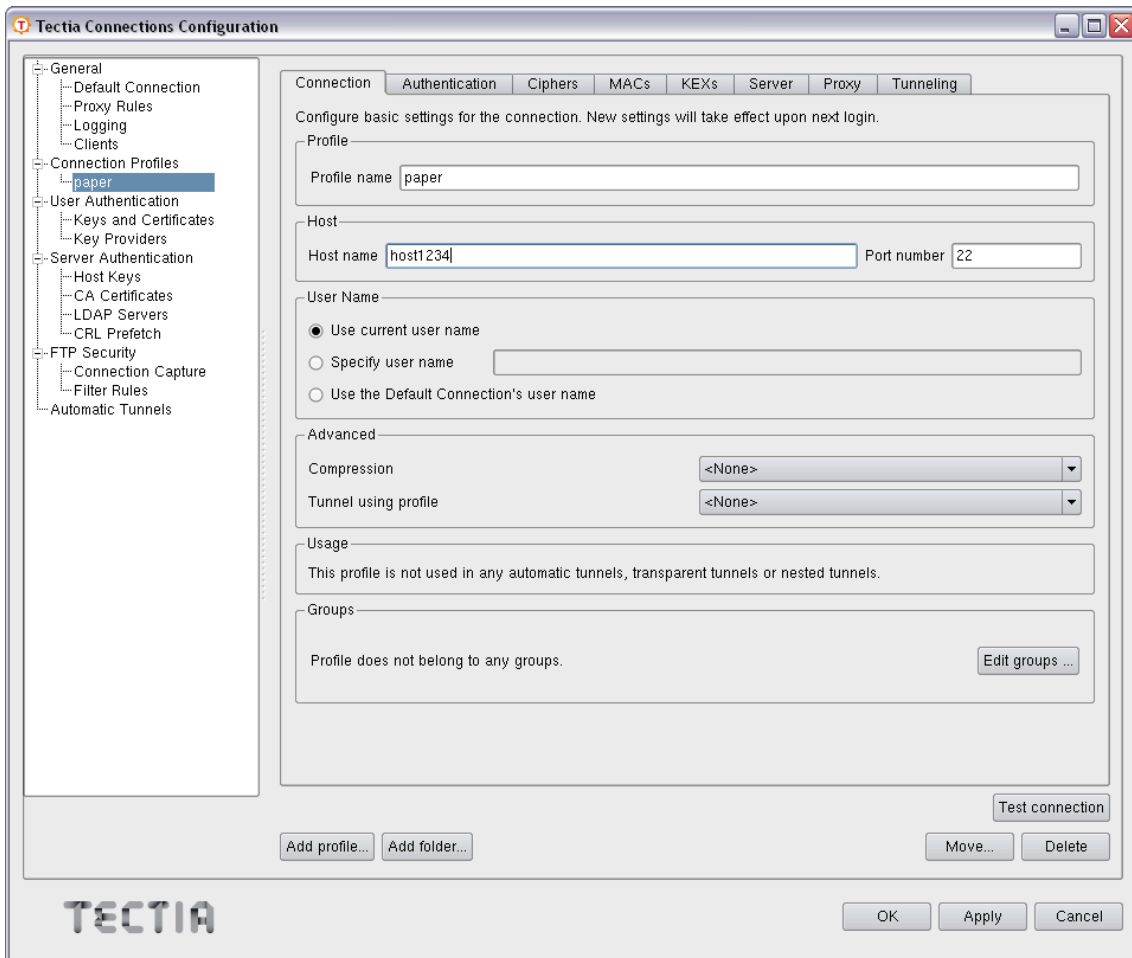 Tectia Connections Configuration
General
Default Connection
Proxy Rules
Logging
Clients
Connection Profiles
paper
User Authentication
Keys and Certificates
Key Providers
Server Authentication
Host Keys
CA Certificates
LDAP Servers
CRL Prefetch
FTP Security
Connection Capture
Filter Rules
Automatic Tunnels
Connection Authentication Ciphers MACs KEXs Server Proxy Tunneling
Configure basic settings for the connection. New settings will take effect upon next login.
Profile
Profile name paper
Host
Host name host1234 Port number 22
User Name
Use current user name
Specify user name
Use the Default Connection's user name
Advanced
Compression <None>
Tunnel using profile <None>
Usage
This profile is not used in any automatic tunnels, transparent tunnels or nested tunnels.
Groups
Profile does not belong to any groups. Edit groups ...
Test connection
Add profile... Add folder... Move... Delete
TECTIA OK Apply Cancel